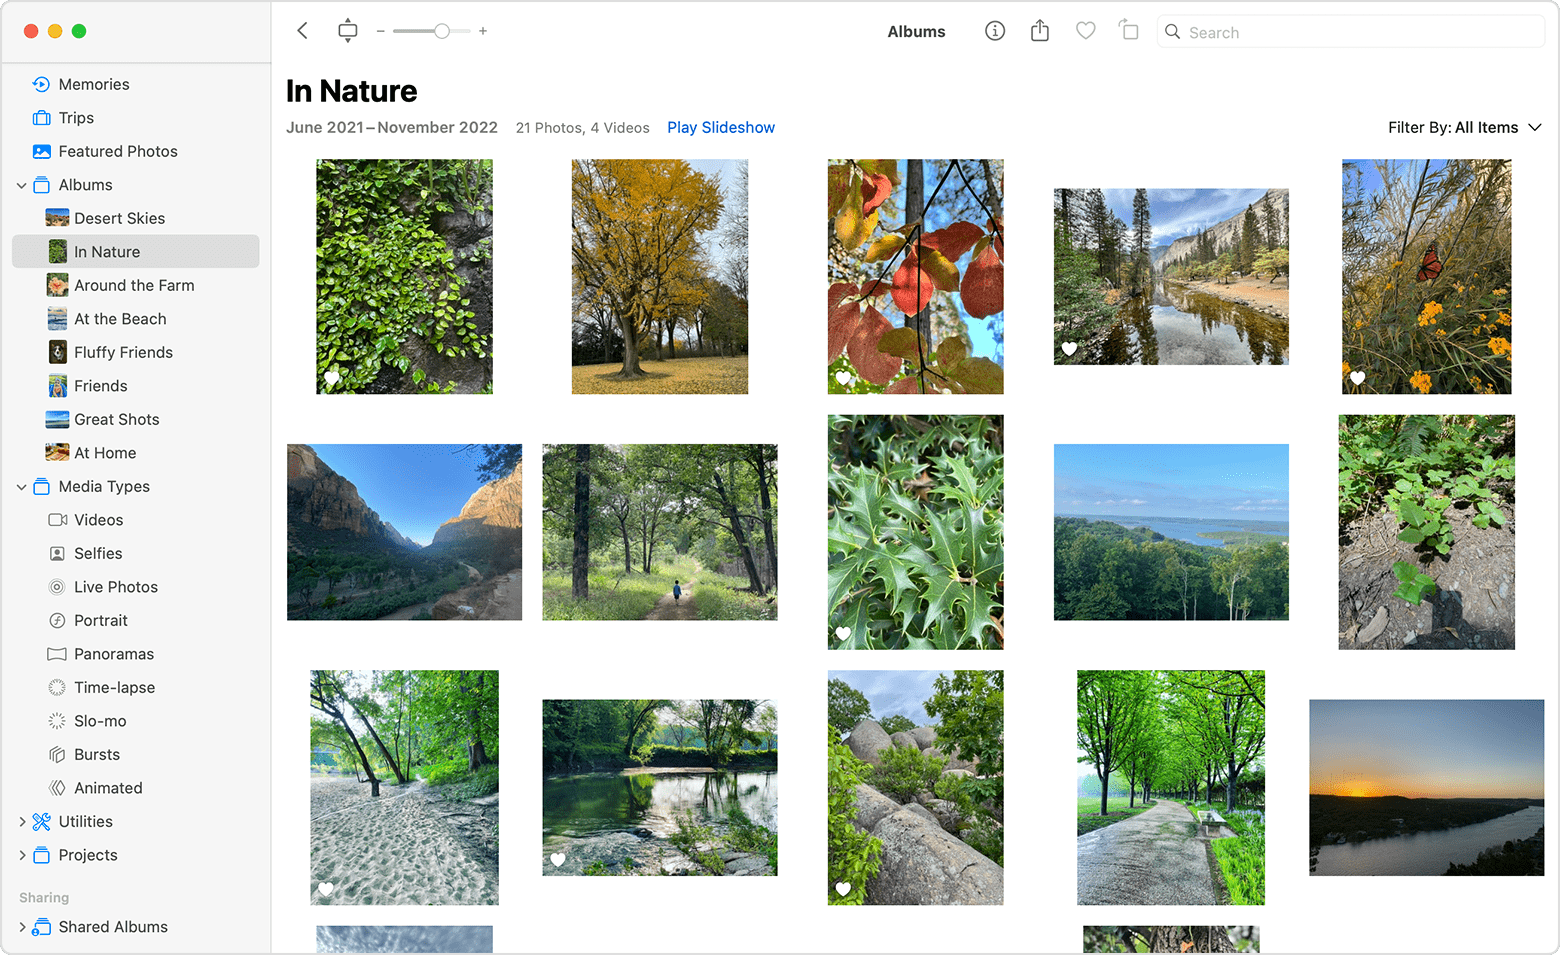 Albums
Search
Memories
Trips
Featured Photos
Albums
Desert Skies
In Nature
Around the Farm
At the Beach
Fluffy Friends
Friends
Great Shots
At Home
Media Types
Videos
Selfies
Live Photos
Portrait
Panoramas
Time-lapse
Slo-mo
Bursts
Animated
Utilities
Projects
Sharing
Shared Albums
In Nature
June 2021–November 2022 21 Photos, 4 Videos Play Slideshow
Filter By: All Items